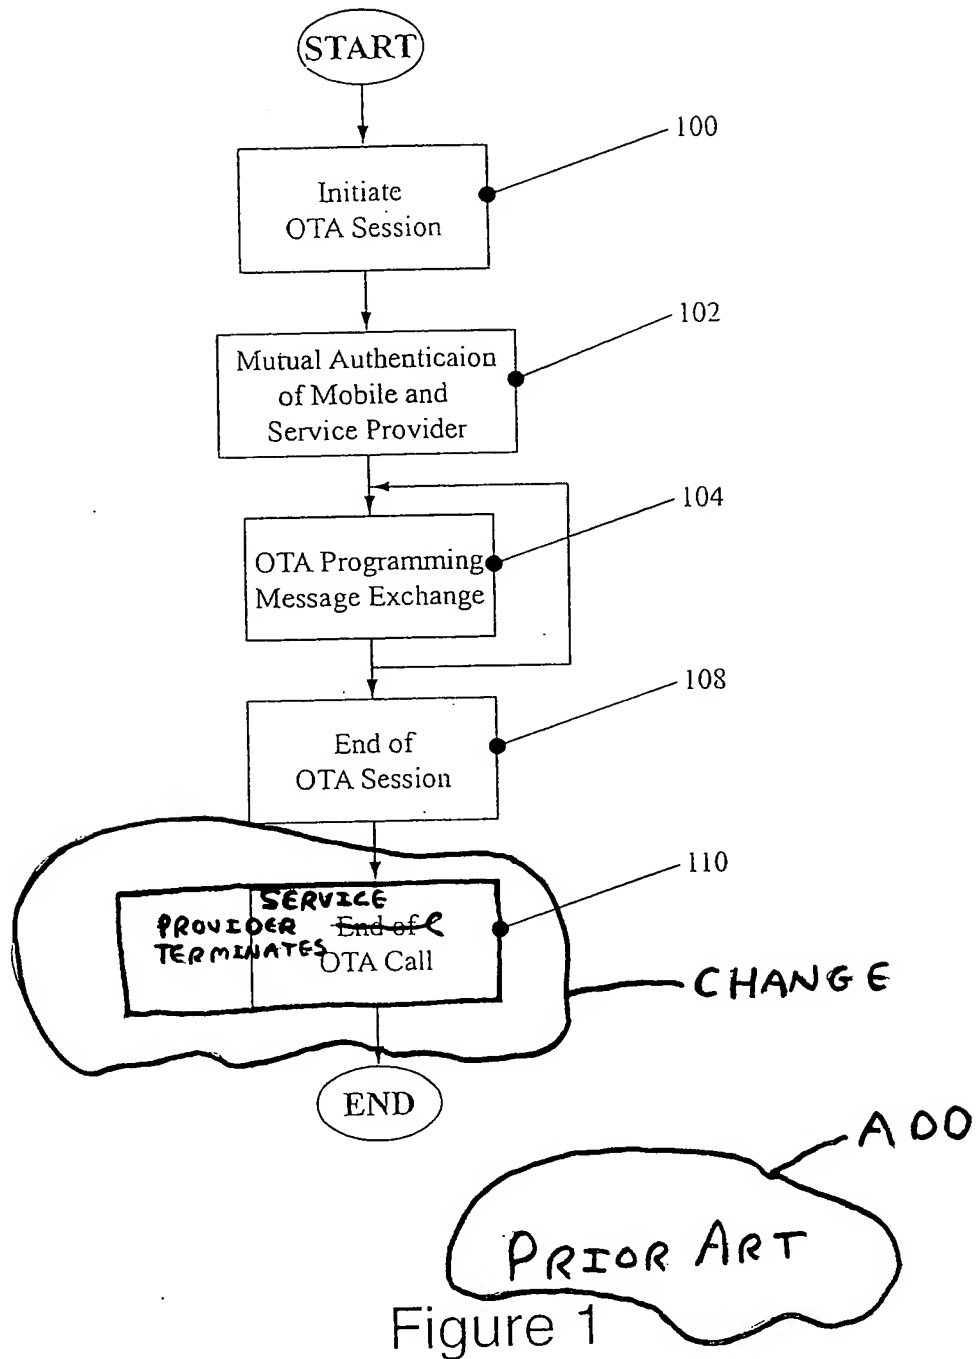 START
100
Initiate
OTA Session
102
Mutual Authenticaion
of Mobile and
Service Provider
104
OTA Programming
Message Exchange
108
End of
OTA Session
110
SERVICE
PROVIDER End of
TERMINATES
OTA Call
CHANGE
END
ADD
PRIOR ART
Figure 1